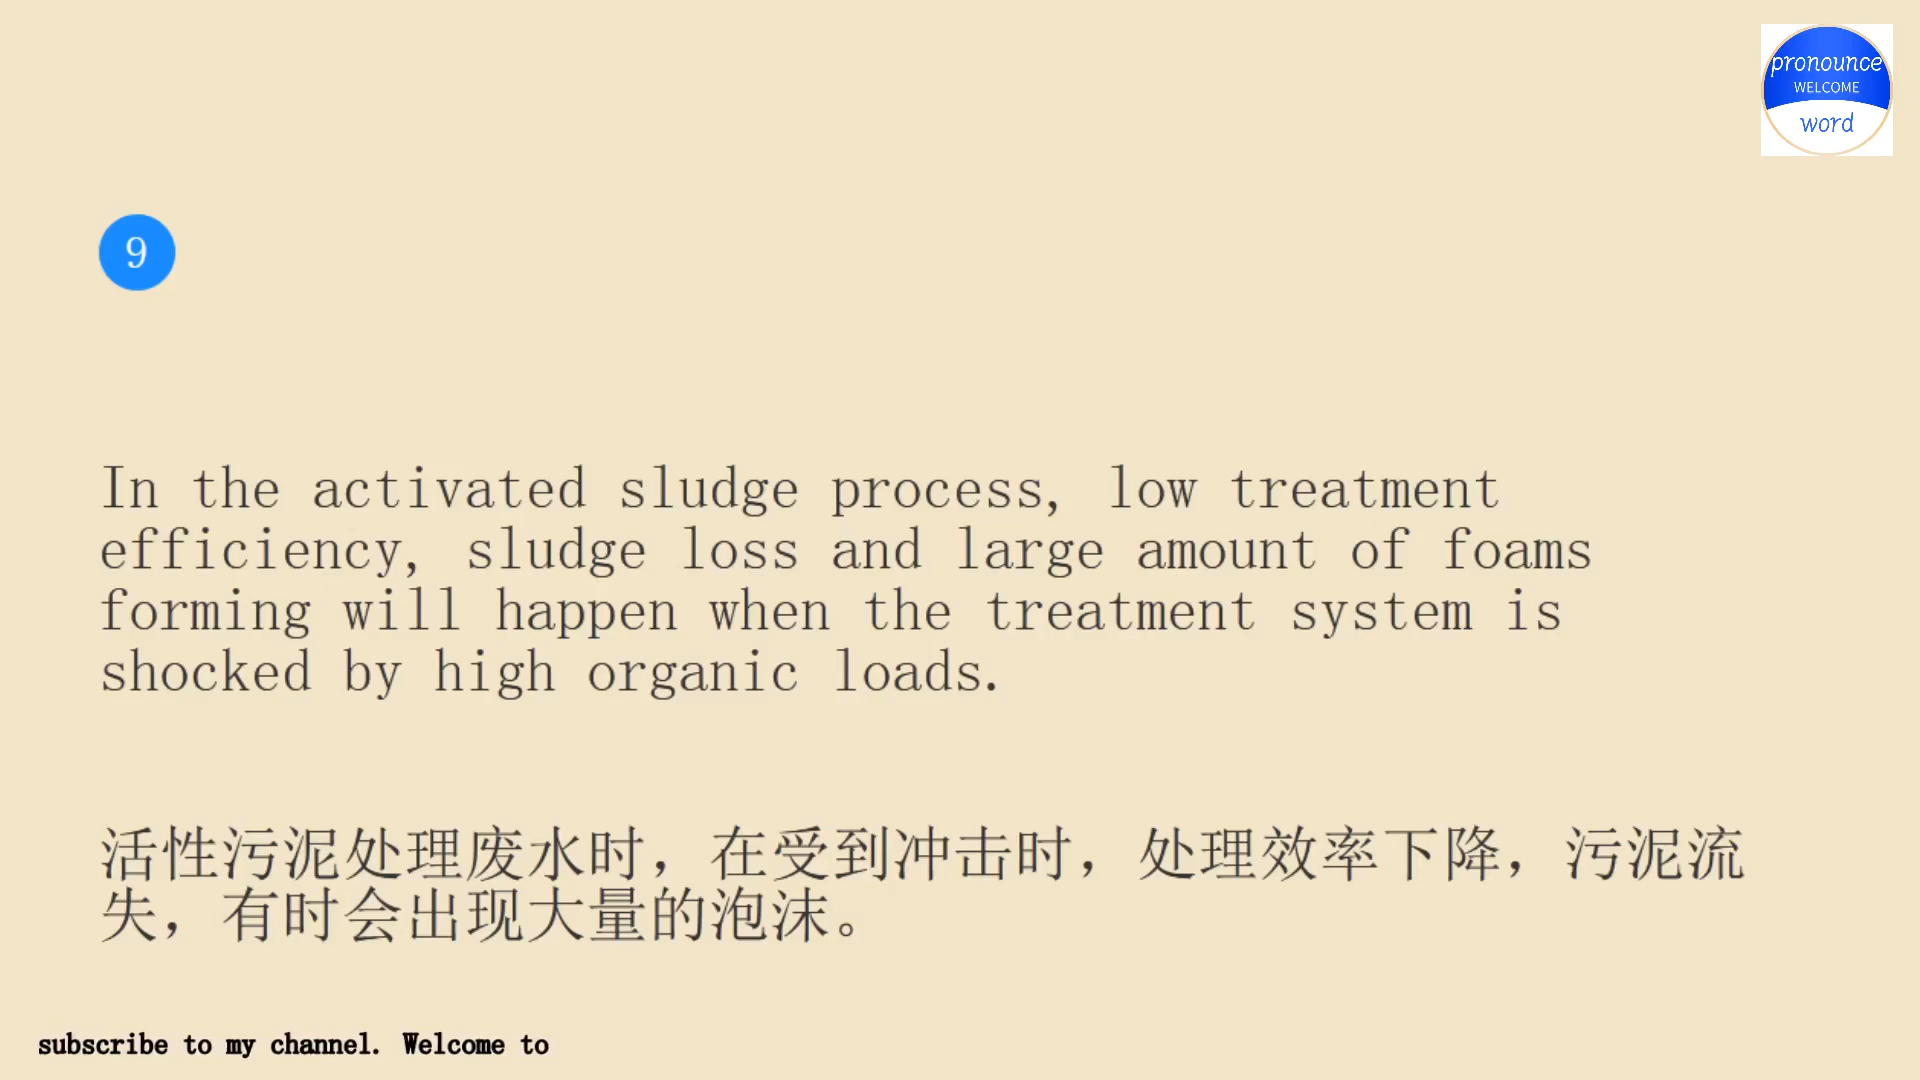 pronounce
WELCOME
word
9
In the activated sludge process, low treatment
efficiency, sludge loss and large amount of foams
forming will happen when the treatment system is
shocked by high organic loads.
活性污泥处理废水时，在受到冲击时，处理效率下降，污泥流
失，有时会出现大量的泡沫。
subscribe to my channel. Welcome to